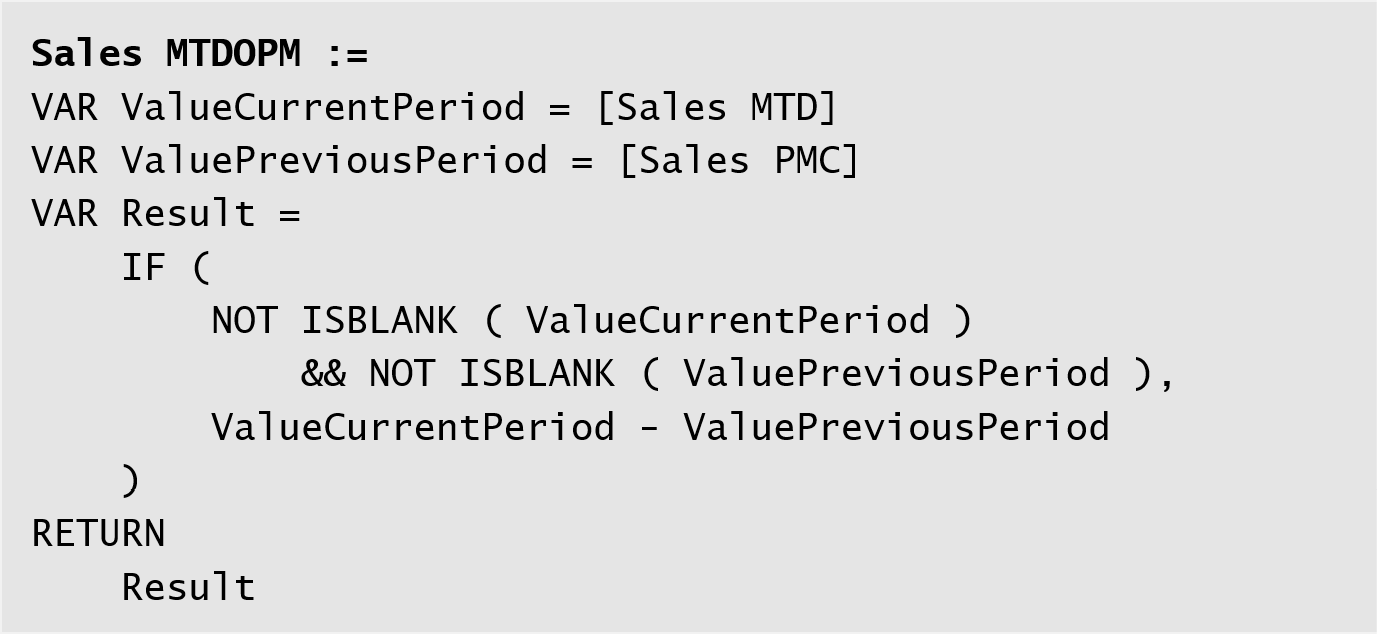 Sales MTDOPM :=
VAR ValueCurrentPeriod = [Sales MTD]
VAR ValuePreviousPeriod = [Sales PMC]
VAR Result =
    IF (
        NOT ISBLANK ( ValueCurrentPeriod )
            && NOT ISBLANK ( ValuePreviousPeriod ),
        ValueCurrentPeriod - ValuePreviousPeriod
    )
RETURN
    Result